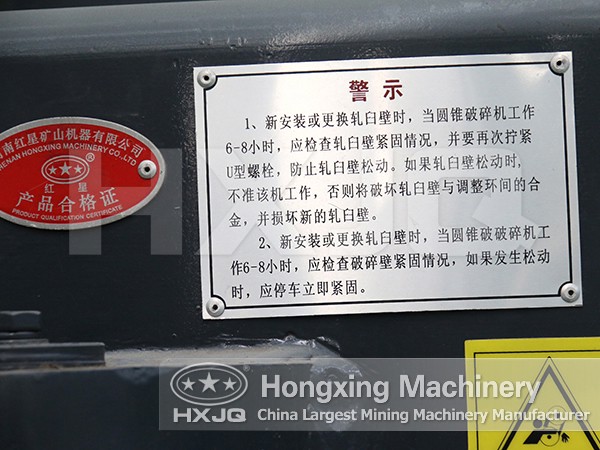 警示
1、新安装或更换轧臼壁时，当圆锥破碎机工作
6-8小时，应检查轧臼壁紧固情况，并要再次拧紧
U型螺栓，防止轧臼壁松动。如果轧臼壁松动时，
不准该机工作，否则将破坏轧臼壁与调整环间的合
金，并损坏新的轧臼壁。
2、新安装或更换轧臼壁时，当圆锥破破碎机工
作6-8小时，应检查破碎壁紧固情况，如果发生松动
时，应停车立即紧固。
南红星矿山机器有限公司
HENAN HONGXING MACHINERY CO.,LTD
®
红星
产品合格证
PRODUCT QUALIFICATION CERTIFICATE
HXJQ
HXJQ
Hongxing Machinery
China Largest Mining Machinery Manufacturer